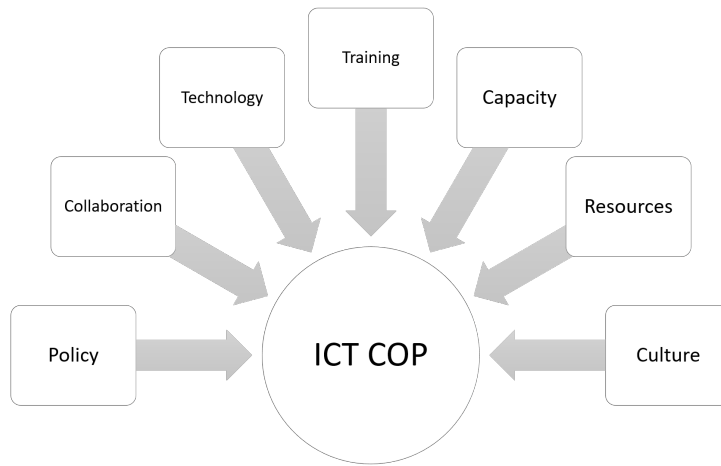 Training
Technology
Capacity
Collaboration
Resources
ICT COP
Policy
Culture